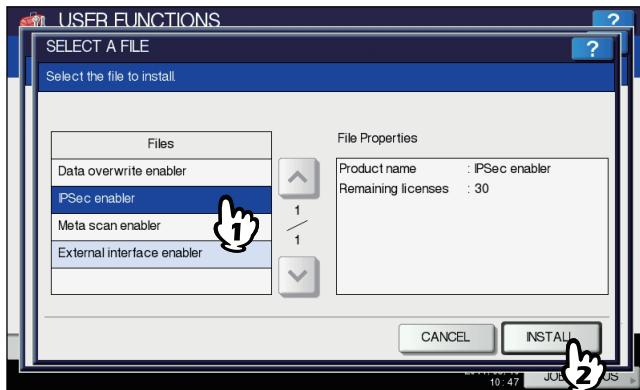 USER FUNCTIONS
?
SELECT A FILE
?
Select the file to install.
Files
File Properties
Data overwrite enabler
Product name : IPSec enabler
IPSec enabler
Remaining licenses : 30
1
Meta scan enabler
1
1
External interface enabler
CANCEL
INSTALL
2
10:47